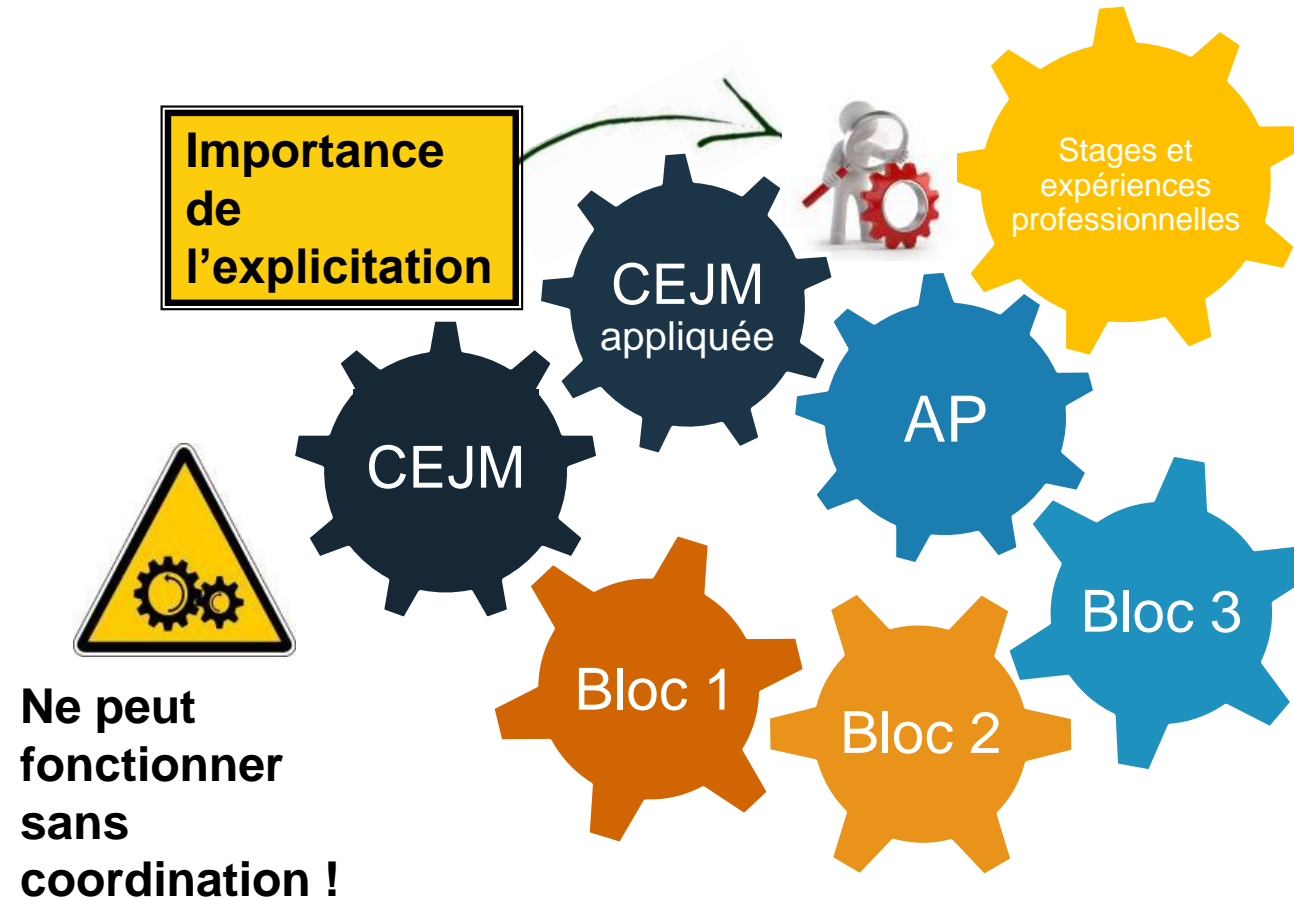 Importance
de
l’explicitation
Stages et
expériences
professionnelles
CEJM
appliquée
AP
CEJM
Bloc 3
Bloc 1
Bloc 2
Ne peut
fonctionner
sans
coordination !